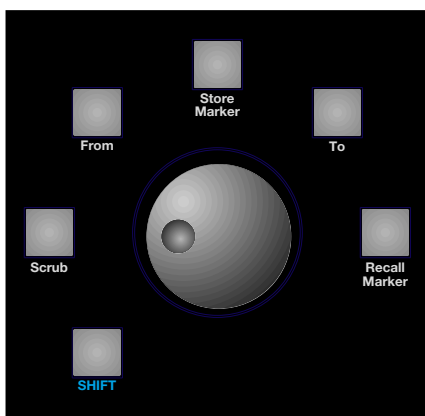 Store
Marker
From
To
Scrub
Recall
Marker
SHIFT